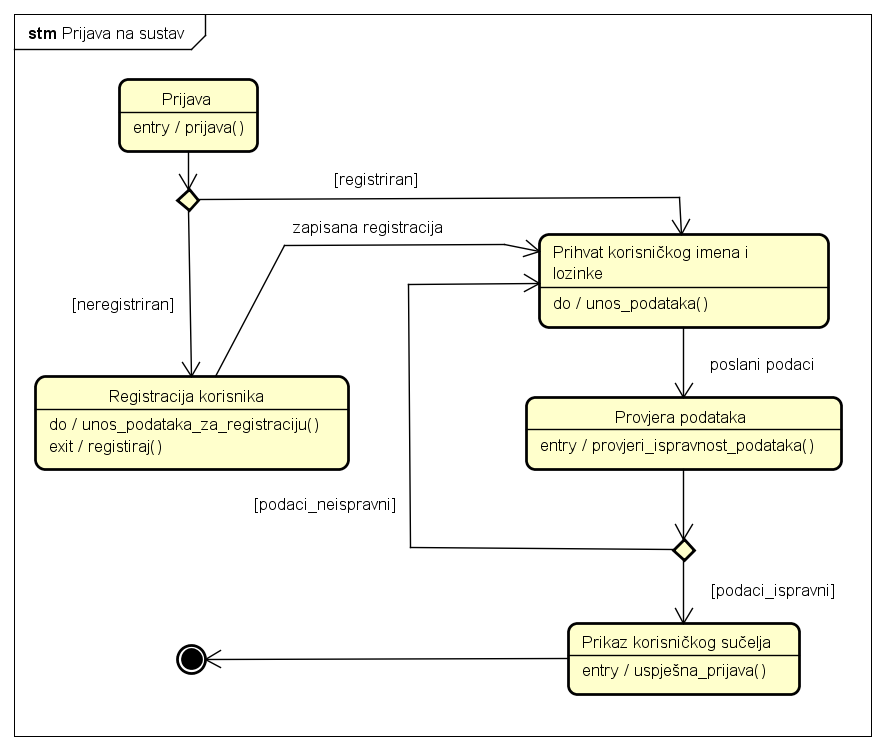 stm Prijava na sustav
Prijava
entry / prijava()
[registriran]
zapisana registracija
Prihvat korisničkog imena i
lozinke
do / unos_podataka()
[neregistriran]
poslani podaci
Registracija korisnika
do / unos_podataka_za_registraciju()
exit / registiraj()
Provjera podataka
entry / provjeri_ispravnost_podataka()
[podaci_neispravni]
[podaci_ispravni]
Prikaz korisničkog sučelja
entry / uspješna_prijava()